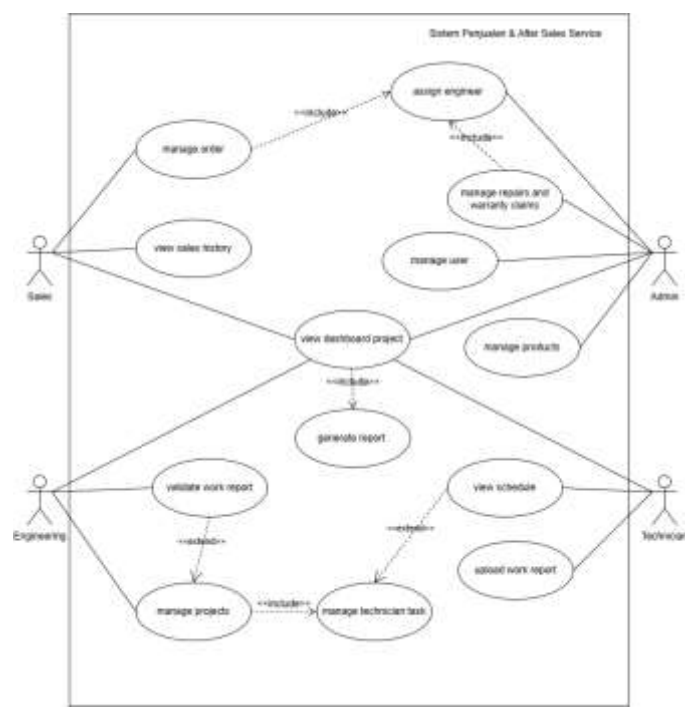 Sistem Penjualan & After Sales Service
assign engineer
<<include>>
<<include>>
manage order
manage repairs and
warranty claims
view sales history
manage user
Sales
Admin
view dashboard project
manage products
<<include>>
generate report
validate work report
view schedule
Engineering
Technician
<<extend>>
<<extend>>
upload work report
manage projects
<<include>>
manage technician task